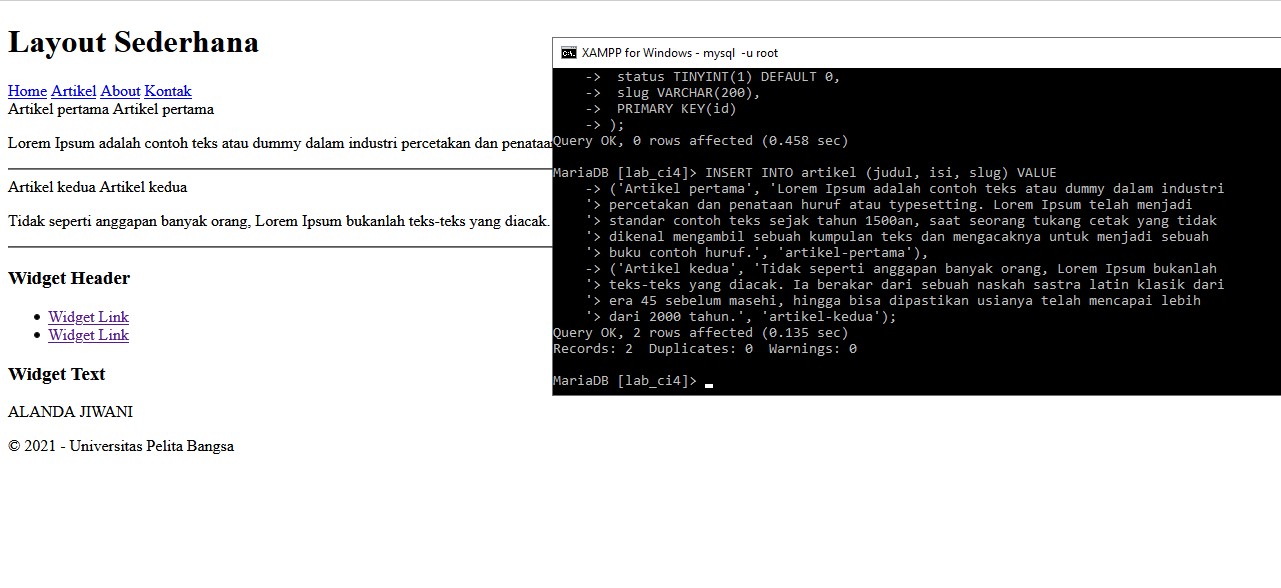 Layout Sederhana
Home Artikel About Kontak
Artikel pertama Artikel pertama
Lorem Ipsum adalah contoh teks atau dummy dalam industri percetakan dan penataa
Artikel kedua Artikel kedua
Tidak seperti anggapan banyak orang, Lorem Ipsum bukanlah teks-teks yang diacak.
Widget Header
Widget Link
Widget Link
Widget Text
ALANDA JIWANI
© 2021 - Universitas Pelita Bangsa
XAMPP for Windows - mysql -u root
-> status TINYINT(1) DEFAULT 0,
-> slug VARCHAR(200),
-> PRIMARY KEY(id)
-> );
Query OK, 0 rows affected (0.458 sec)
MariaDB [lab_ci4]> INSERT INTO artikel (judul, isi, slug) VALUE
-> ('Artikel pertama', 'Lorem Ipsum adalah contoh teks atau dummy dalam industri
'> percetakan dan penataan huruf atau typesetting. Lorem Ipsum telah menjadi
'> standar contoh teks sejak tahun 1500an, saat seorang tukang cetak yang tidak
'> dikenal mengambil sebuah kumpulan teks dan mengacaknya untuk menjadi sebuah
'> buku contoh huruf.', 'artikel-pertama'),
-> ('Artikel kedua', 'Tidak seperti anggapan banyak orang, Lorem Ipsum bukanlah
'> teks-teks yang diacak. Ia berakar dari sebuah naskah sastra latin klasik dari
'> era 45 sebelum masehi, hingga bisa dipastikan usianya telah mencapai lebih
'> dari 2000 tahun.', 'artikel-kedua');
Query OK, 2 rows affected (0.135 sec)
Records: 2 Duplicates: 0 Warnings: 0
MariaDB [lab_ci4]>